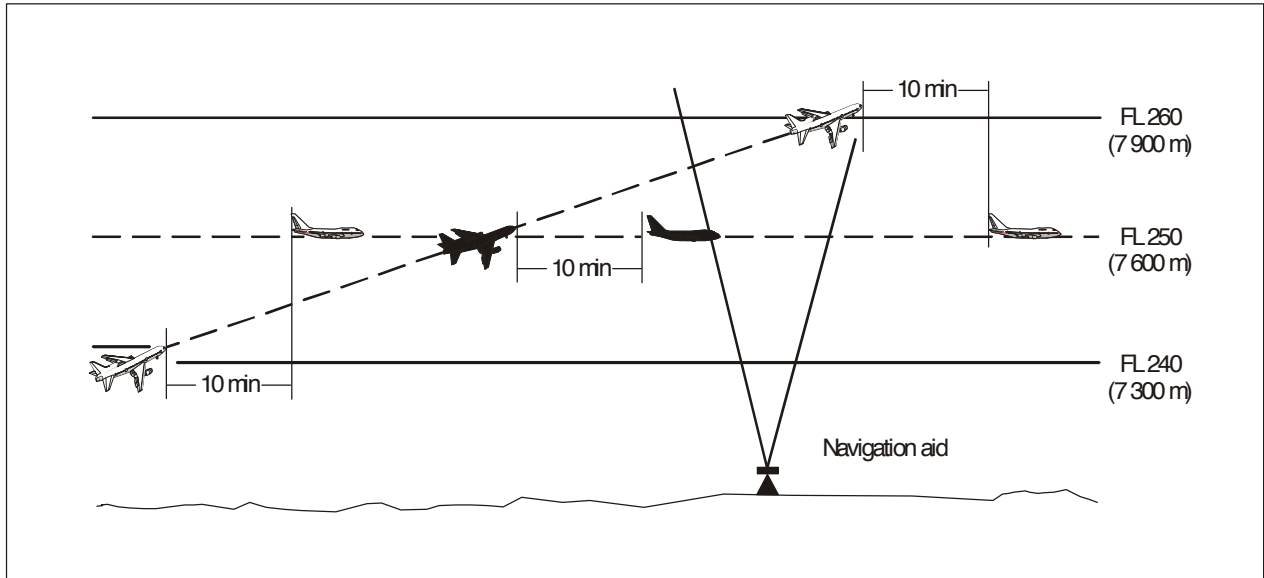 10 min
FL 260
(7 900 m)
10 min
FL 250
(7 600 m)
10 min
FL 240
(7 300 m)
Navigation aid